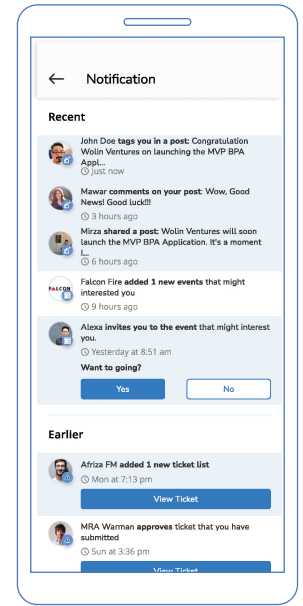 Notification
Recent
John Doe tags you in a post: Congratulation
Wolin Ventures on launching the MVP BPA
Appl...
Just now
Mawar comments on your post: Wow, Good
News! Good luck!!!
3 hours ago
Mirza shared a post: Wolin Ventures will soon
launch the MVP BPA Application. It's a moment
I...
6 hours ago
FALCON
Falcon Fire added 1 new events that might
interested you
9 hours ago
Alexa invites you to the event that might interest
you.
Yesterday at 8:51 am
Want to going?
Yes
No
Earlier
Afriza FM added 1 new ticket list
Mon at 7:13 pm
View Ticket
MRA Warman approves ticket that you have
submitted
Sun at 3:36 pm
View Ticket